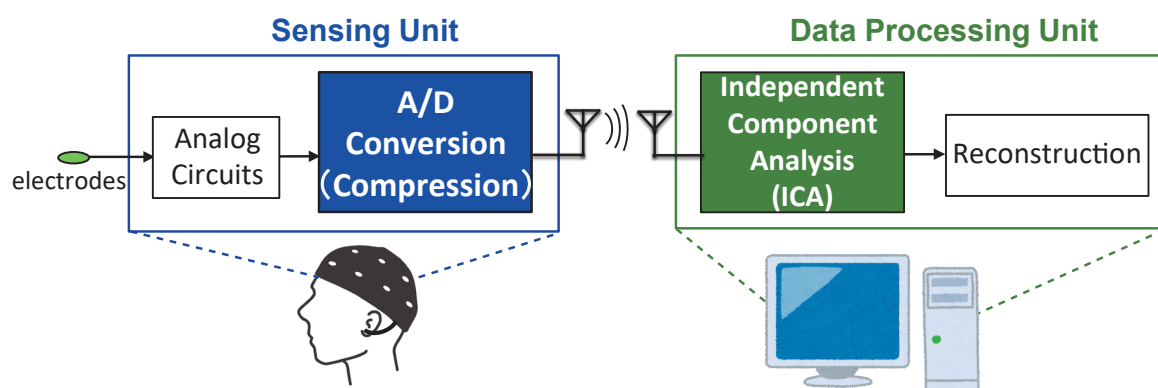 Sensing Unit
Data Processing Unit
electrodes
Analog
Circuits
A/D
Conversion
（Compression）
Independent
Component
Analysis
(ICA)
Reconstruction